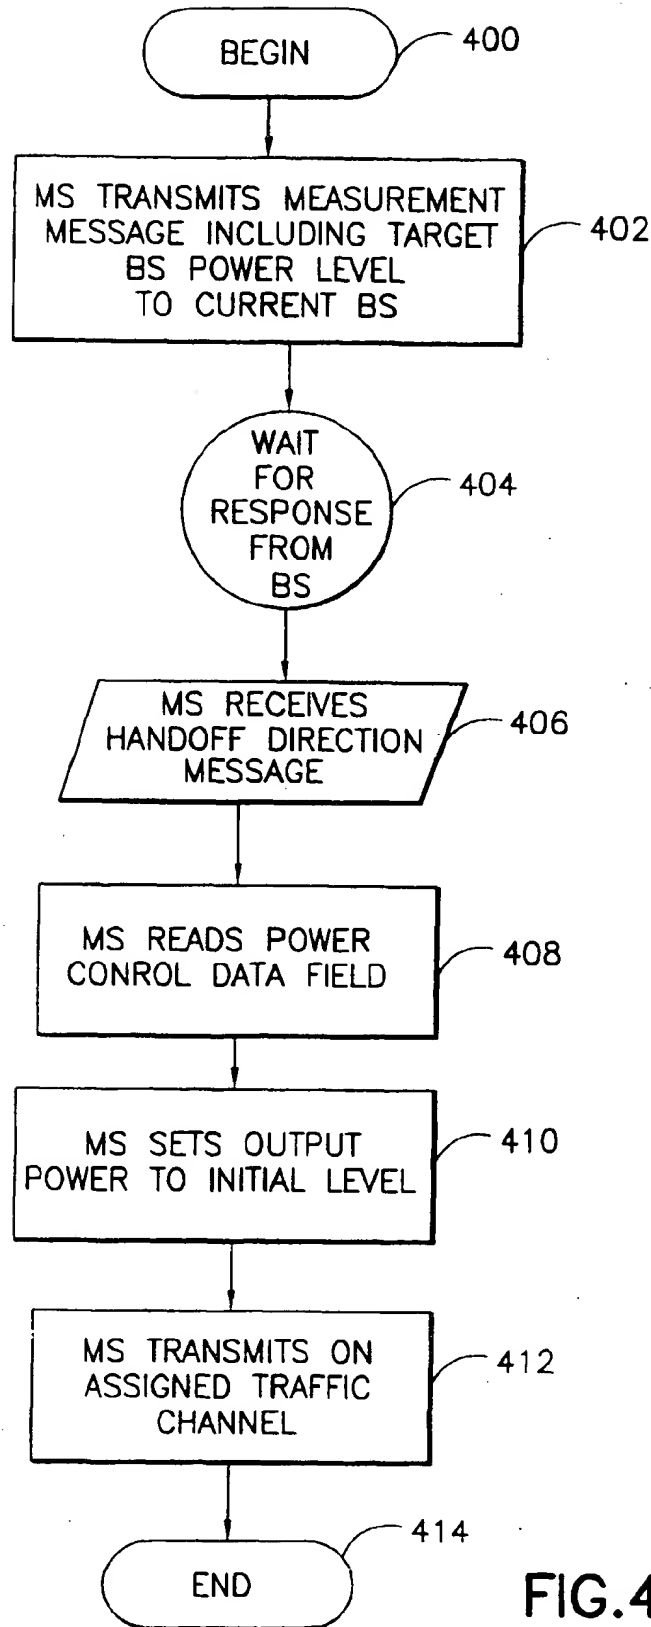 BEGIN
400
MS TRANSMITS MEASUREMENT
MESSAGE INCLUDING TARGET
BS POWER LEVEL
TO CURRENT BS
402
WAIT
FOR
RESPONSE
FROM
BS
404
MS RECEIVES
HANDOFF DIRECTION
MESSAGE
406
MS READS POWER
CONROL DATA FIELD
408
MS SETS OUTPUT
POWER TO INITIAL LEVEL
410
MS TRANSMITS ON
ASSIGNED TRAFFIC
CHANNEL
412
END
414
FIG.4